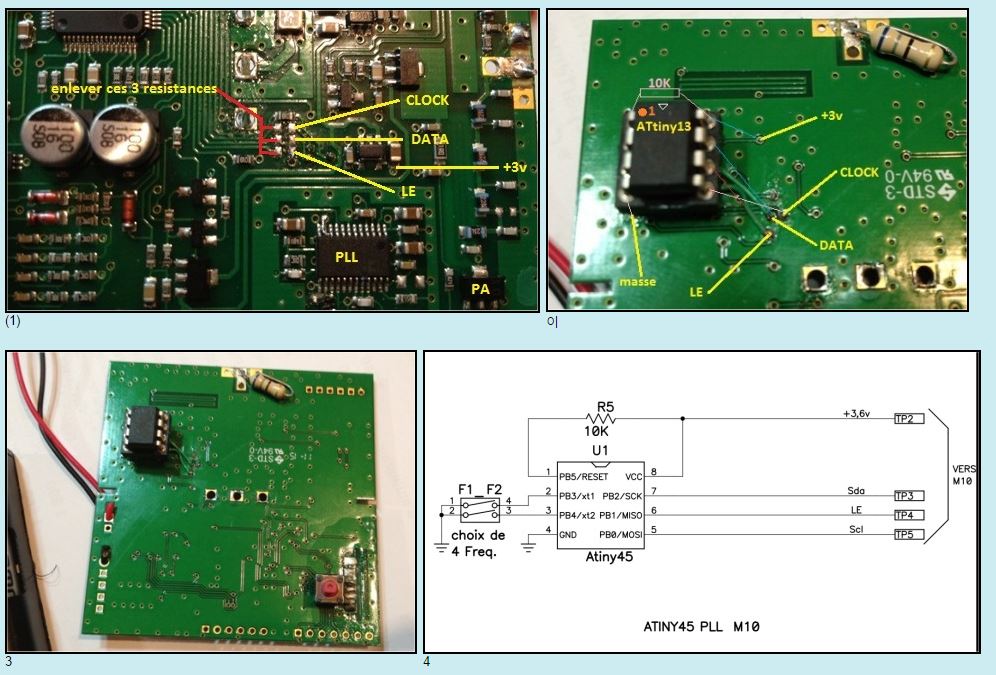 enlever ces 3 resistances
CLOCK
DATA
+3v
LE
PLL
PA
100
16
S08
100
16
S08
(1)
10K
1
ATtiny13
+3v
CLOCK
STD-3
94V-0
DATA
masse
LE
o|
STD-3
94V-0
3
R5
10K
+3,6v
TP2
U1
1 PB5/RESET VCC 8
F1_F2
2 PB3/xt1 PB2/SCK 7 Sda TP3
1 4
2 3
3 PB4/xt2 PB1/MISO 6 LE TP4
4 GND PB0/MOSI 5 Scl TP5
choix de
4 Freq.
Atiny45
VERS
M10
ATINY45 PLL M10
4